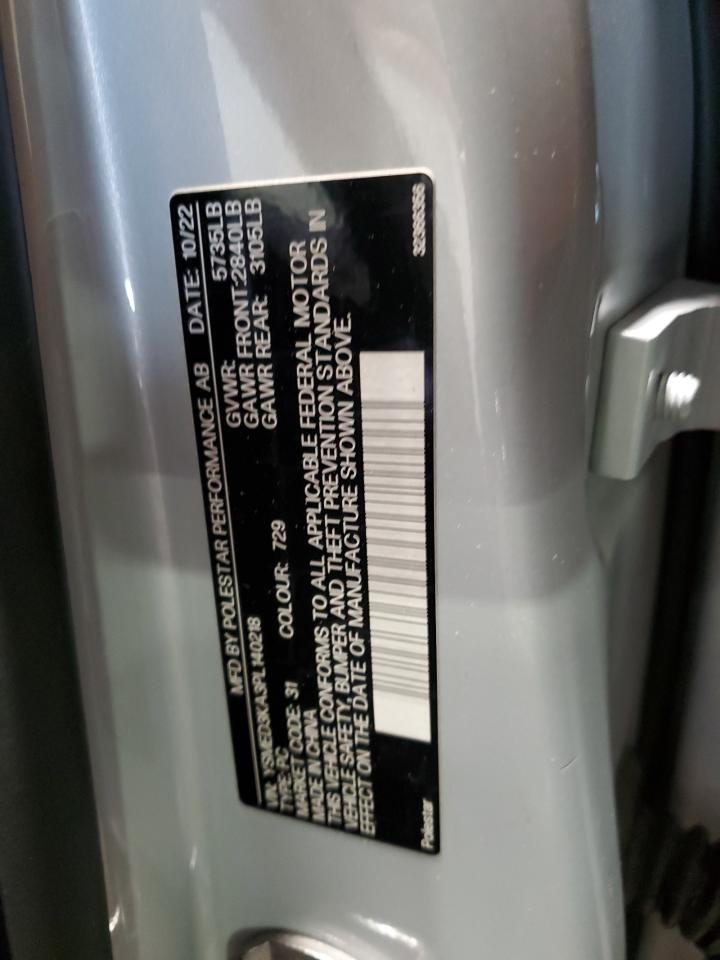 MFD BY POLESTAR PERFORMANCE AB DATE: 10/22
VIN: YSMED3KA3PL140218
GVWR: 5735LB
TYPE: PC
GAWR FRONT: 2840LB
MARKET CODE: 31 COLOUR: 729
GAWR REAR: 3105LB
MADE IN CHINA
THIS VEHICLE CONFORMS TO ALL APPLICABLE FEDERAL MOTOR
VEHICLE SAFETY, BUMPER AND THEFT PREVENTION STANDARDS IN
EFFECT ON THE DATE OF MANUFACTURE SHOWN ABOVE.
Polestar